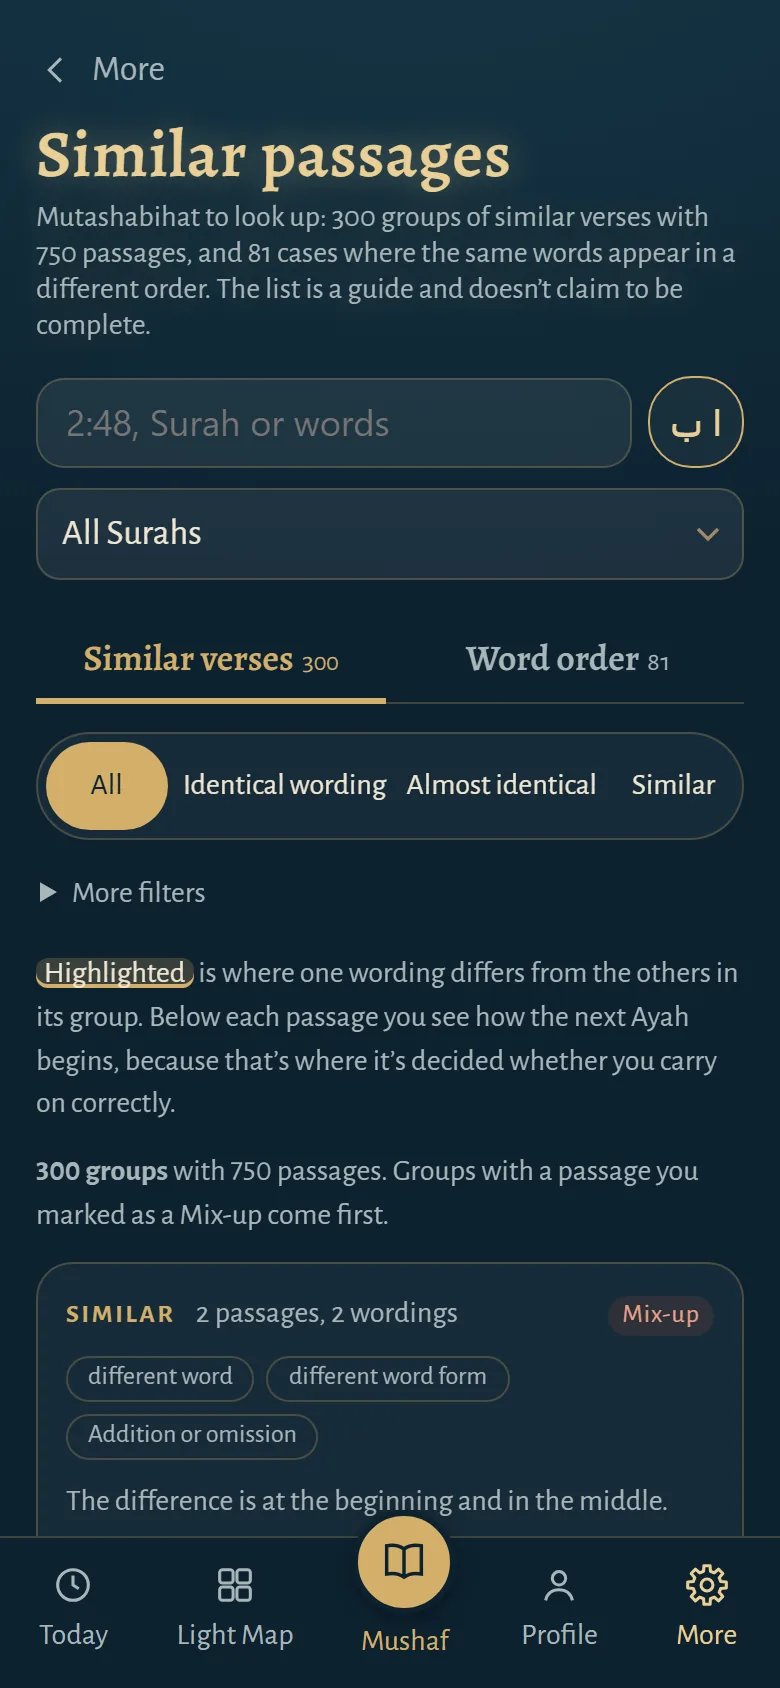 More
Similar passages
Mutashabihat to look up: 300 groups of similar verses with
750 passages, and 81 cases where the same words appear in a
different order. The list is a guide and doesn’t claim to be
complete.
2:48, Surah or words
ا ب
All Surahs
Similar verses 300
Word order 81
All
Identical wording
Almost identical
Similar
More filters
Highlighted is where one wording differs from the others in
its group. Below each passage you see how the next Ayah
begins, because that’s where it’s decided whether you carry
on correctly.
300 groups with 750 passages. Groups with a passage you
marked as a Mix-up come first.
SIMILAR 2 passages, 2 wordings
Mix-up
different word
different word form
Addition or omission
The difference is at the beginning and in the middle.
Today
Light Map
Mushaf
Profile
More